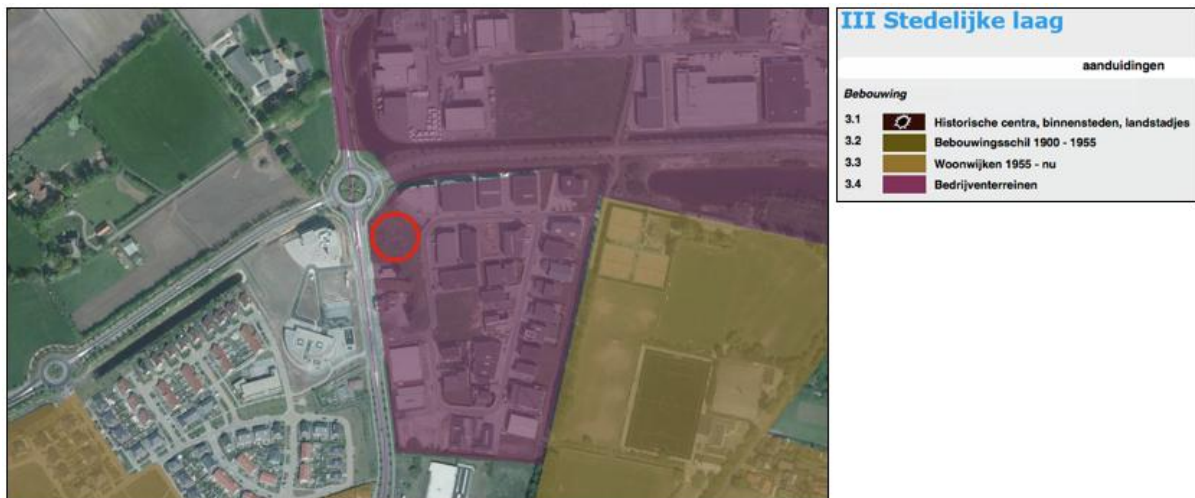 III Stedelijke laag
aanduidingen
Bebouwing
3.1 Historische centra, binnensteden, landstadjes
3.2 Bebouwingsschil 1900 - 1955
3.3 Woonwijken 1955 - nu
3.4 Bedrijventerreinen